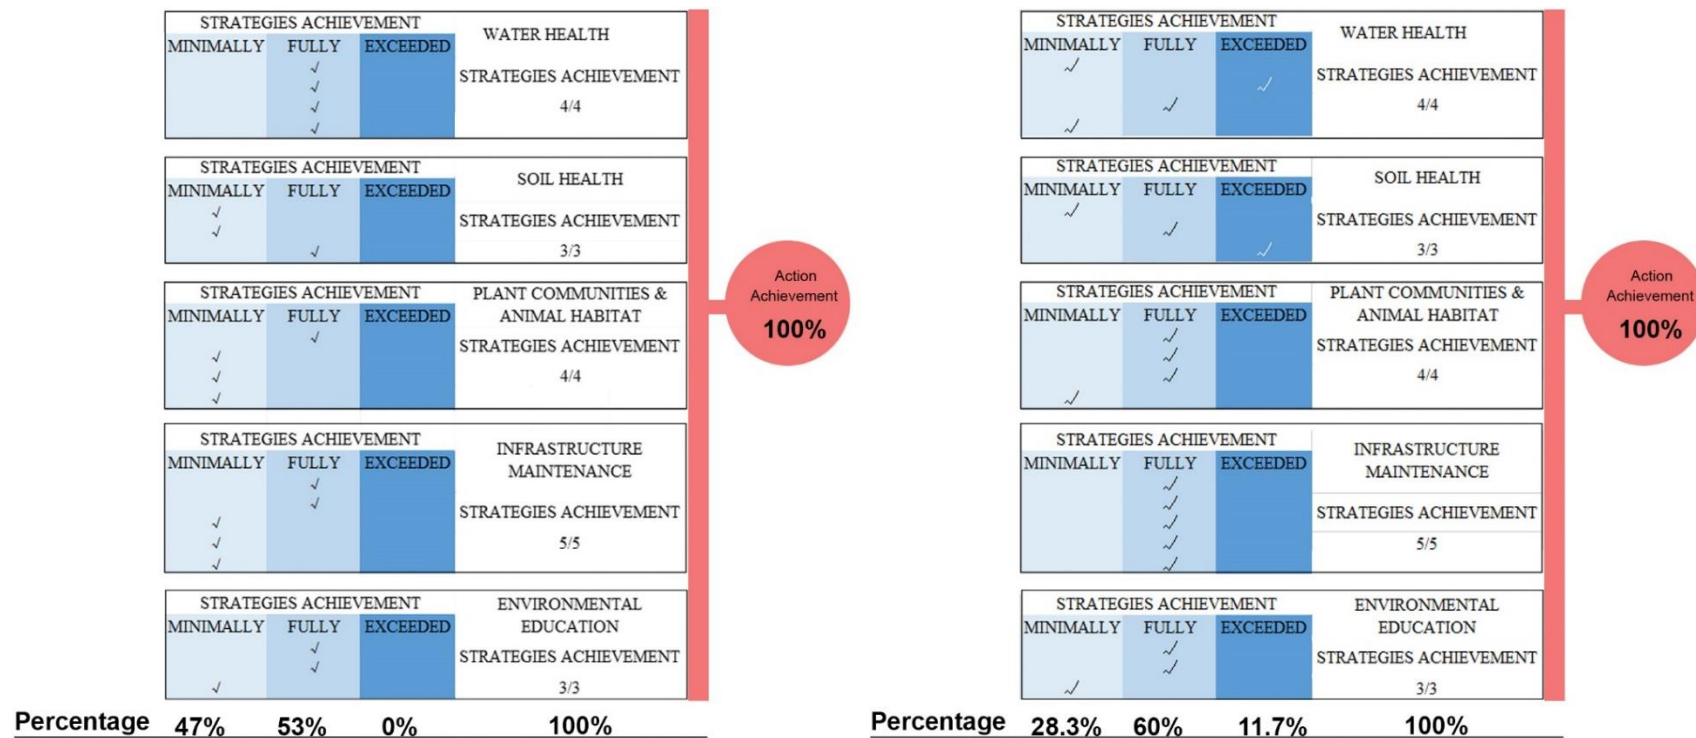 STRATEGIES ACHIEVEMENT
WATER HEALTH
MINIMALLY FULLY EXCEEDED
√
STRATEGIES ACHIEVEMENT
√
√
4/4
√
STRATEGIES ACHIEVEMENT
SOIL HEALTH
MINIMALLY FULLY EXCEEDED
√
STRATEGIES ACHIEVEMENT
√
√
3/3
STRATEGIES ACHIEVEMENT
PLANT COMMUNITIES &
ANIMAL HABITAT
MINIMALLY FULLY EXCEEDED
√
STRATEGIES ACHIEVEMENT
√
√
4/4
√
STRATEGIES ACHIEVEMENT
INFRASTRUCTURE
MAINTENANCE
MINIMALLY FULLY EXCEEDED
√
√
STRATEGIES ACHIEVEMENT
√
√
5/5
√
STRATEGIES ACHIEVEMENT
ENVIRONMENTAL
EDUCATION
MINIMALLY FULLY EXCEEDED
√
√
STRATEGIES ACHIEVEMENT
√
3/3
Action
Achievement
100%
Percentage 47% 53% 0% 100%
STRATEGIES ACHIEVEMENT
WATER HEALTH
MINIMALLY FULLY EXCEEDED
√
STRATEGIES ACHIEVEMENT
√
√
4/4
√
STRATEGIES ACHIEVEMENT
SOIL HEALTH
MINIMALLY FULLY EXCEEDED
√
STRATEGIES ACHIEVEMENT
√
√
3/3
STRATEGIES ACHIEVEMENT
PLANT COMMUNITIES &
ANIMAL HABITAT
MINIMALLY FULLY EXCEEDED
√
STRATEGIES ACHIEVEMENT
√
√
4/4
√
STRATEGIES ACHIEVEMENT
INFRASTRUCTURE
MAINTENANCE
MINIMALLY FULLY EXCEEDED
√
√
STRATEGIES ACHIEVEMENT
√
√
5/5
√
STRATEGIES ACHIEVEMENT
ENVIRONMENTAL
EDUCATION
MINIMALLY FULLY EXCEEDED
√
√
STRATEGIES ACHIEVEMENT
√
3/3
Action
Achievement
100%
Percentage 28.3% 60% 11.7% 100%